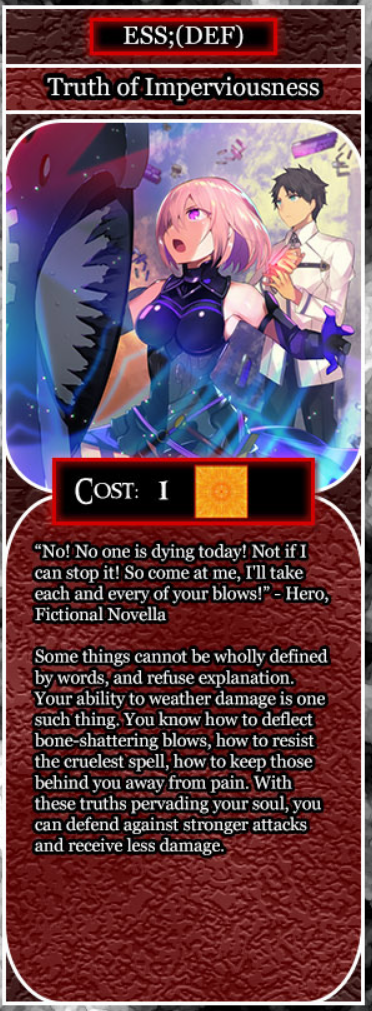 ESS;(DEF)
Truth of Imperviousness
Cost: 1
“No! No one is dying today! Not if I
can stop it! So come at me, I'll take
each and every of your blows!” - Hero,
Fictional Novella
Some things cannot be wholly defined
by words, and refuse explanation.
Your ability to weather damage is one
such thing. You know how to deflect
bone-shattering blows, how to resist
the cruelest spell, how to keep those
behind you away from pain. With
these truths pervading your soul, you
can defend against stronger attacks
and receive less damage.